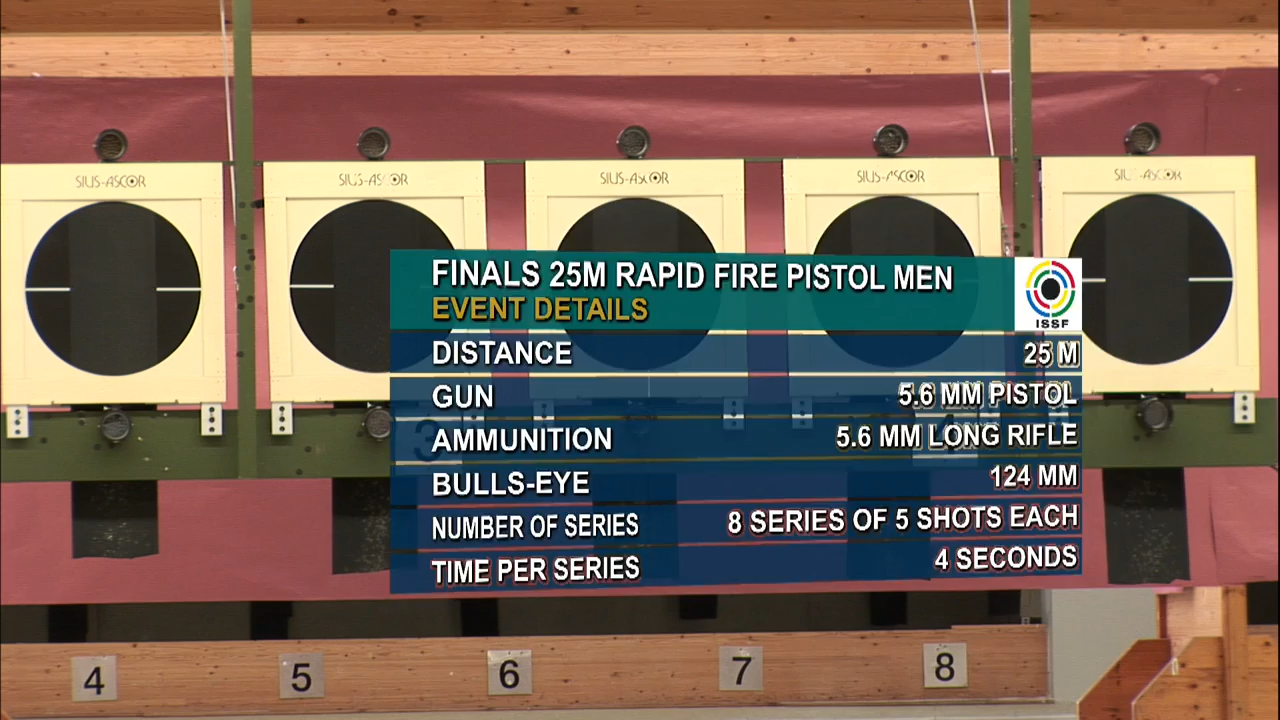 SIUS-ASCOR SIUS-ASCOR SIUS-ASCOR SIUS-ASCOR SIUS-ASCOR
FINALS 25M RAPID FIRE PISTOL MEN
EVENT DETAILS
ISSF
DISTANCE 25 M
GUN 5.6 MM PISTOL
AMMUNITION 5.6 MM LONG RIFLE
BULLS-EYE 124 MM
NUMBER OF SERIES 8 SERIES OF 5 SHOTS EACH
TIME PER SERIES 4 SECONDS
4 5 6 7 8